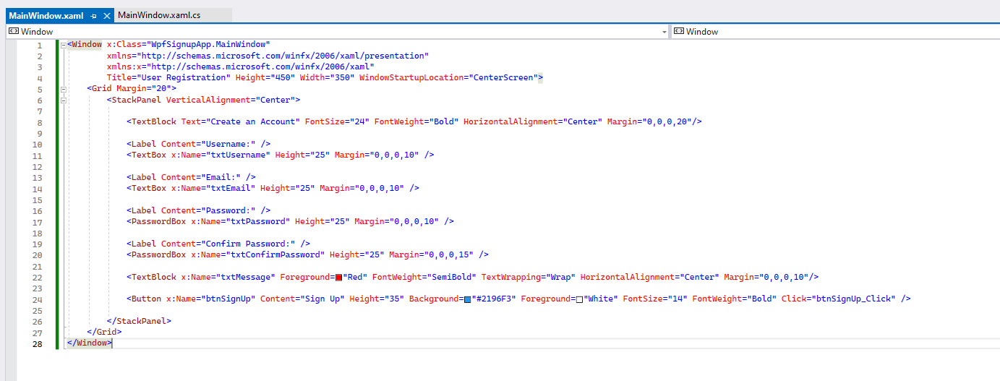 MainWindow.xaml MainWindow.xaml.cs
Window Window
1 <Window x:Class="WpfSignupApp.MainWindow"
2 xmlns="http://schemas.microsoft.com/winfx/2006/xaml/presentation"
3 xmlns:x="http://schemas.microsoft.com/winfx/2006/xaml"
4 Title="User Registration" Height="450" Width="350" WindowStartupLocation="CenterScreen">
5 <Grid Margin="20">
6 <StackPanel VerticalAlignment="Center">
7
8 <TextBlock Text="Create an Account" FontSize="24" FontWeight="Bold" HorizontalAlignment="Center" Margin="0,0,0,20"/>
9
10 <Label Content="Username:" />
11 <TextBox x:Name="txtUsername" Height="25" Margin="0,0,0,10" />
12
13 <Label Content="Email:" />
14 <TextBox x:Name="txtEmail" Height="25" Margin="0,0,0,10" />
15
16 <Label Content="Password:" />
17 <PasswordBox x:Name="txtPassword" Height="25" Margin="0,0,0,10" />
18
19 <Label Content="Confirm Password:" />
20 <PasswordBox x:Name="txtConfirmPassword" Height="25" Margin="0,0,0,15" />
21
22 <TextBlock x:Name="txtMessage" Foreground="Red" FontWeight="SemiBold" TextWrapping="Wrap" HorizontalAlignment="Center" Margin="0,0,0,10"/>
23
24 <Button x:Name="btnSignUp" Content="Sign Up" Height="35" Background="#2196F3" Foreground="White" FontSize="14" FontWeight="Bold" Click="btnSignUp_Click" />
25
26 </StackPanel>
27 </Grid>
28 </Window>